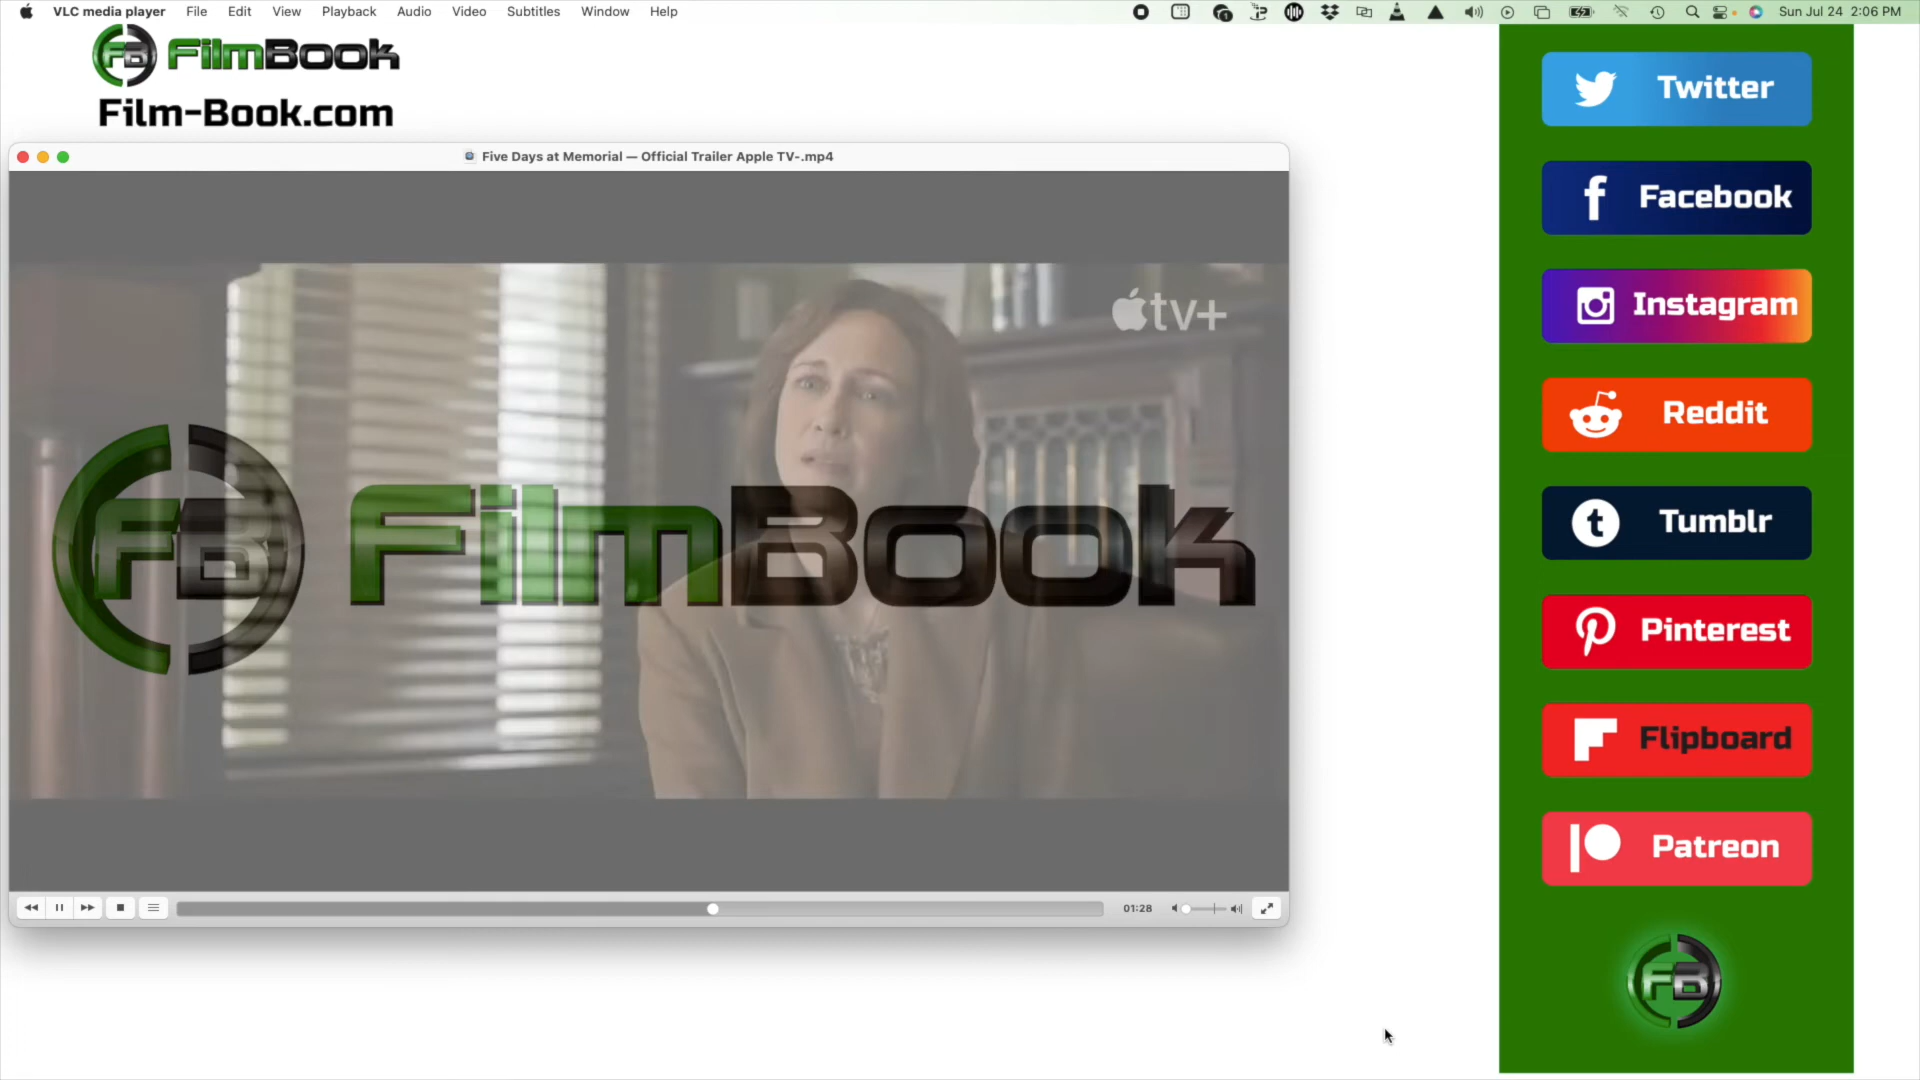 VLC media player File Edit View Playback Audio Video Subtitles Window Help
Sun Jul 24 2:06 PM
FB FilmBook
Film-Book.com
Five Days at Memorial — Official Trailer Apple TV-.mp4
tv+
FB FilmBook
01:28
Twitter
Facebook
Instagram
Reddit
Tumblr
Pinterest
Flipboard
Patreon
FB